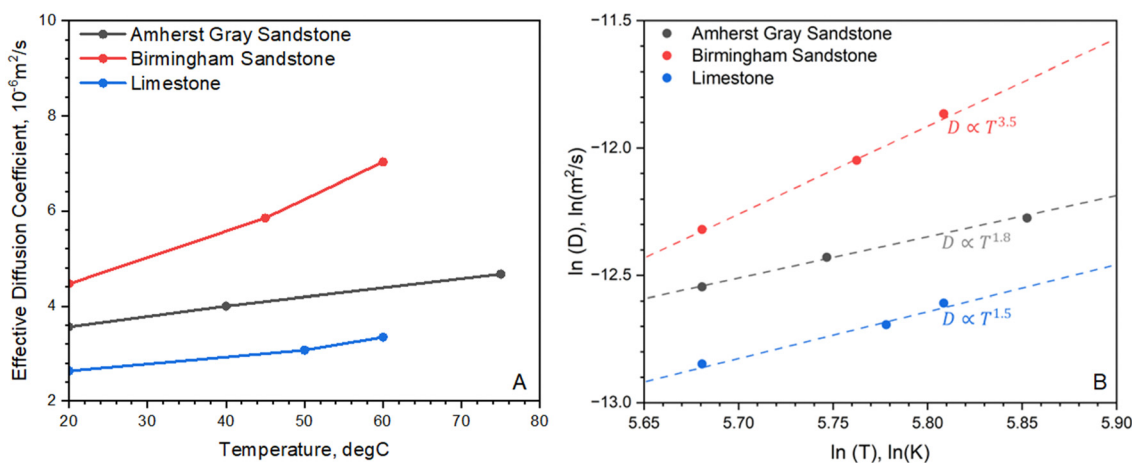 Effective Diffusion Coefficient, 10⁻⁶m²/s
10
8
6
4
2
Amherst Gray Sandstone
Birmingham Sandstone
Limestone
A
20 30 40 50 60 70 80
Temperature, degC
ln (D), ln(m²/s)
−11.5
−12.0
−12.5
−13.0
Amherst Gray Sandstone
Birmingham Sandstone
Limestone
D ∝ T³·⁵
D ∝ T¹·⁸
D ∝ T¹·⁵
B
5.65 5.70 5.75 5.80 5.85 5.90
ln (T), ln(K)